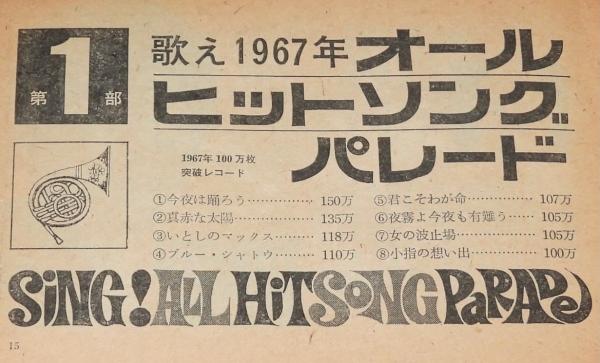 第1部
歌え1967年オール
ヒットソング
パレード
1967年100万枚
突破レコード
①今夜は踊ろう……………150万
②真赤な太陽………………135万
③いとしのマックス………118万
④ブルー・シャトウ………110万
⑤君こそわが命……………107万
⑥夜霧よ今夜も有難う……105万
⑦女の波止場………………105万
⑧小指の想い出……………100万
SiNG! ALL HiT SoNG PaRADe
15